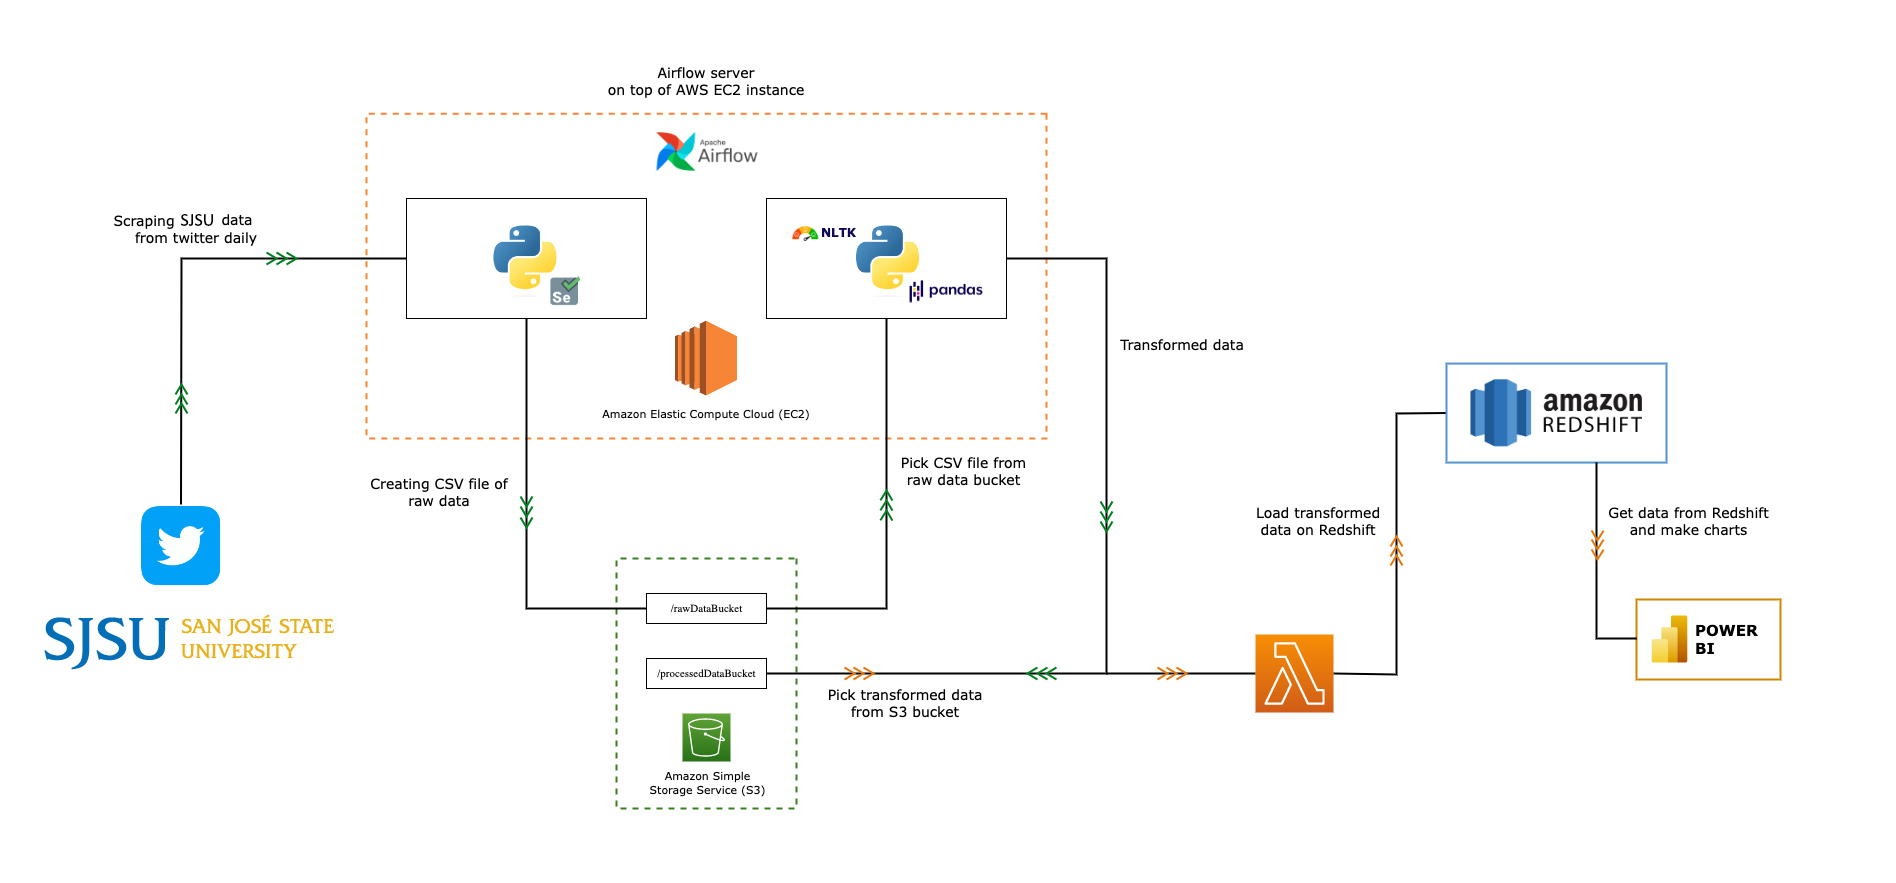 Airflow server
on top of AWS EC2 instance
Apache
Airflow
Scraping SJSU data
from twitter daily
NLTK
Se
pandas
Amazon Elastic Compute Cloud (EC2)
Transformed data
amazon
REDSHIFT
Creating CSV file of
raw data
Pick CSV file from
raw data bucket
Load transformed
data on Redshift
Get data from Redshift
and make charts
/rawDataBucket
SJSU SAN JOSÉ STATE
UNIVERSITY
POWER
BI
/processedDataBucket
Pick transformed data
from S3 bucket
Amazon Simple
Storage Service (S3)